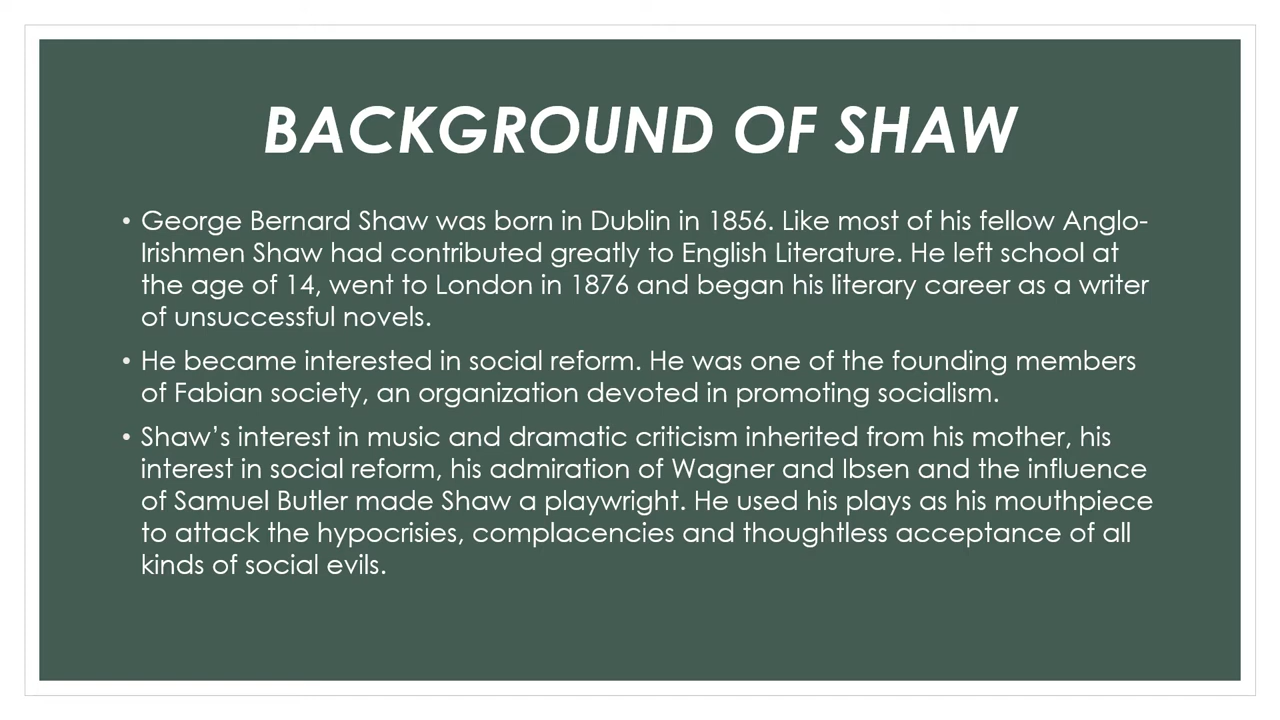 BACKGROUND OF SHAW
• George Bernard Shaw was born in Dublin in 1856. Like most of his fellow Anglo-
Irishmen Shaw had contributed greatly to English Literature. He left school at
the age of 14, went to London in 1876 and began his literary career as a writer
of unsuccessful novels.
• He became interested in social reform. He was one of the founding members
of Fabian society, an organization devoted in promoting socialism.
• Shaw’s interest in music and dramatic criticism inherited from his mother, his
interest in social reform, his admiration of Wagner and Ibsen and the influence
of Samuel Butler made Shaw a playwright. He used his plays as his mouthpiece
to attack the hypocrisies, complacencies and thoughtless acceptance of all
kinds of social evils.